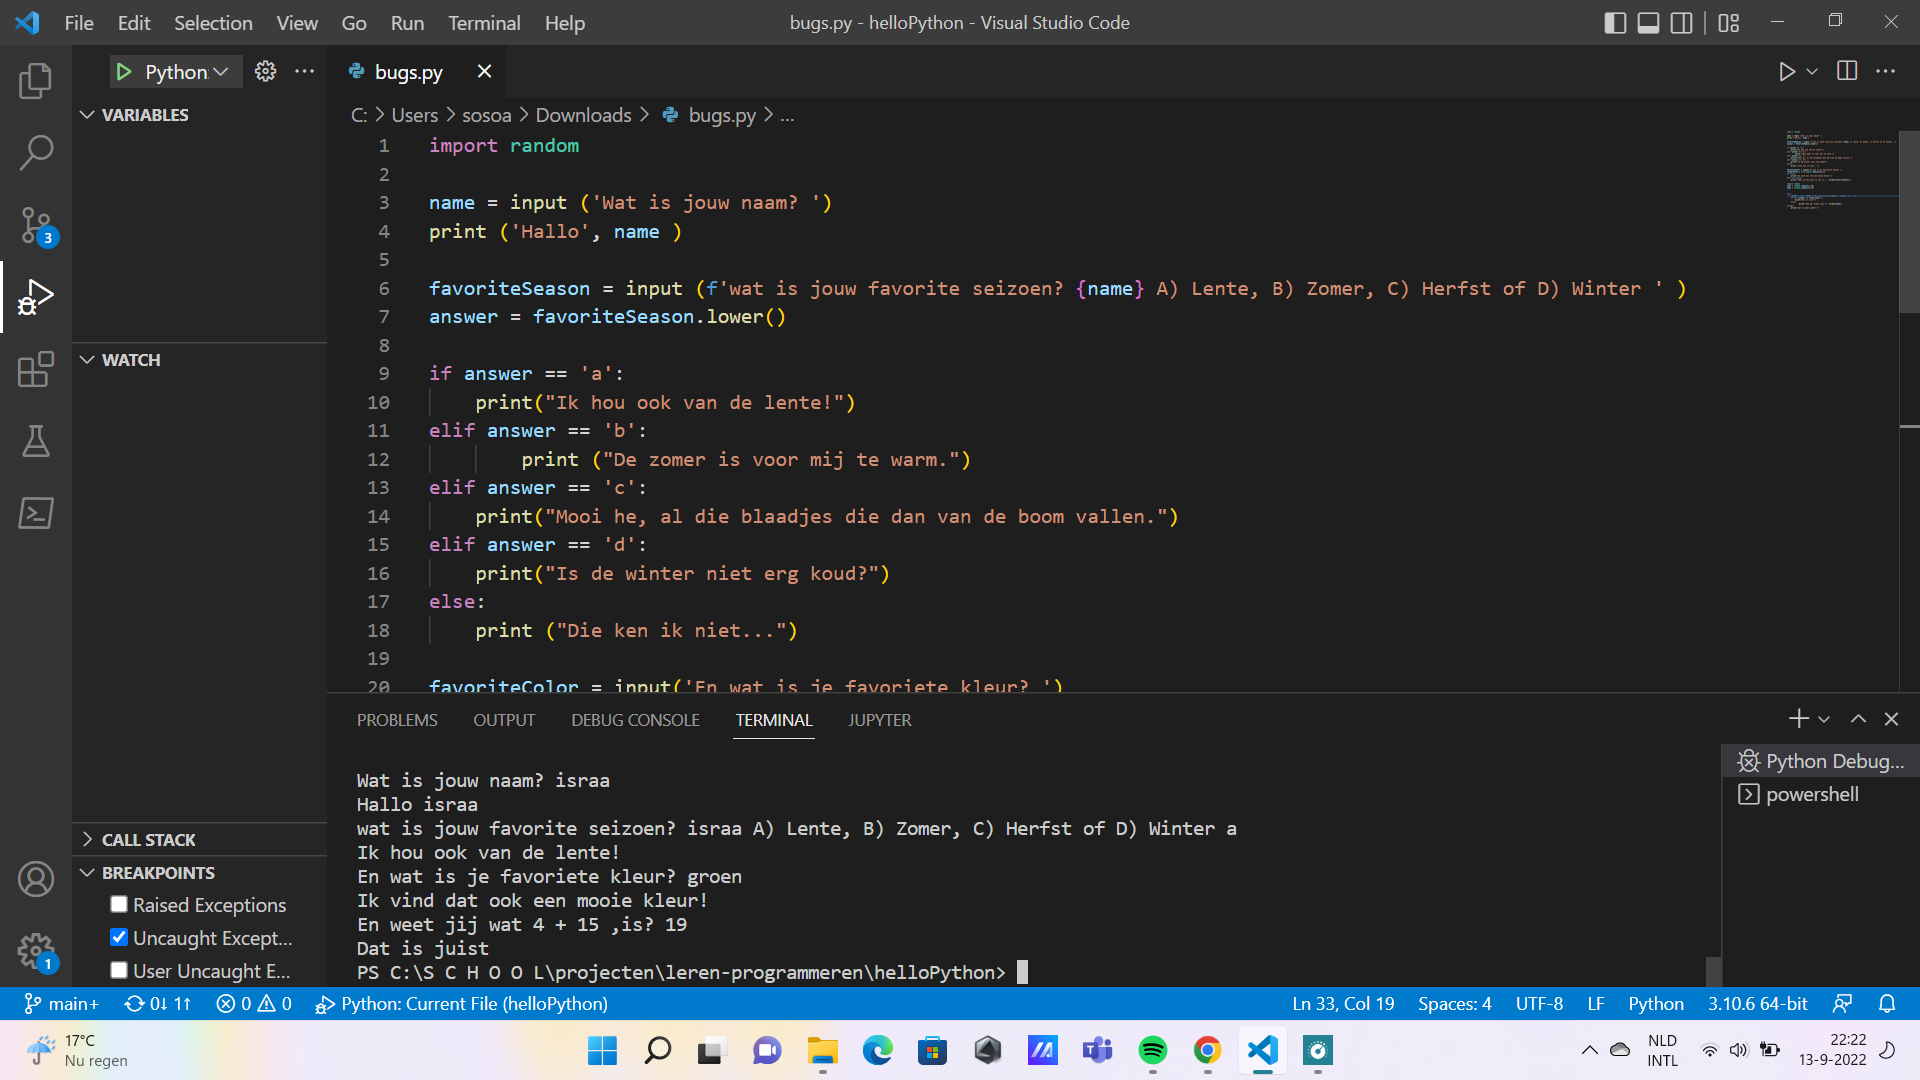 File Edit Selection View Go Run Terminal Help
bugs.py - helloPython - Visual Studio Code
Python:
bugs.py
VARIABLES
C: > Users > sosoa > Downloads > bugs.py > ...
1 import random
2
3 name = input ('Wat is jouw naam? ')
4 print ('Hallo', name )
5
6 favoriteSeason = input (f'wat is jouw favorite seizoen? {name} A) Lente, B) Zomer, C) Herfst of D) Winter ' )
7 answer = favoriteSeason.lower()
8
9 if answer == 'a':
10 print("Ik hou ook van de lente!")
11 elif answer == 'b':
12 print ("De zomer is voor mij te warm.")
13 elif answer == 'c':
14 print("Mooi he, al die blaadjes die dan van de boom vallen.")
15 elif answer == 'd':
16 print("Is de winter niet erg koud?")
17 else:
18 print ("Die ken ik niet...")
19
20 favoriteColor = input('En wat is je favoriete kleur? ')
3
WATCH
CALL STACK
BREAKPOINTS
Raised Exceptions
Uncaught Except...
User Uncaught E...
1
PROBLEMS OUTPUT DEBUG CONSOLE TERMINAL JUPYTER
Wat is jouw naam? israa
Hallo israa
wat is jouw favorite seizoen? israa A) Lente, B) Zomer, C) Herfst of D) Winter a
Ik hou ook van de lente!
En wat is je favoriete kleur? groen
Ik vind dat ook een mooie kleur!
En weet jij wat 4 + 15 ,is? 19
Dat is juist
PS C:\S C H O O L\projecten\leren-programmeren\helloPython>
Python Debug...
powershell
main+ 0↓ 1↑ 0 0 Python: Current File (helloPython)
Ln 33, Col 19 Spaces: 4 UTF-8 LF Python 3.10.6 64-bit
17°C
Nu regen
NLD
INTL
22:22
13-9-2022